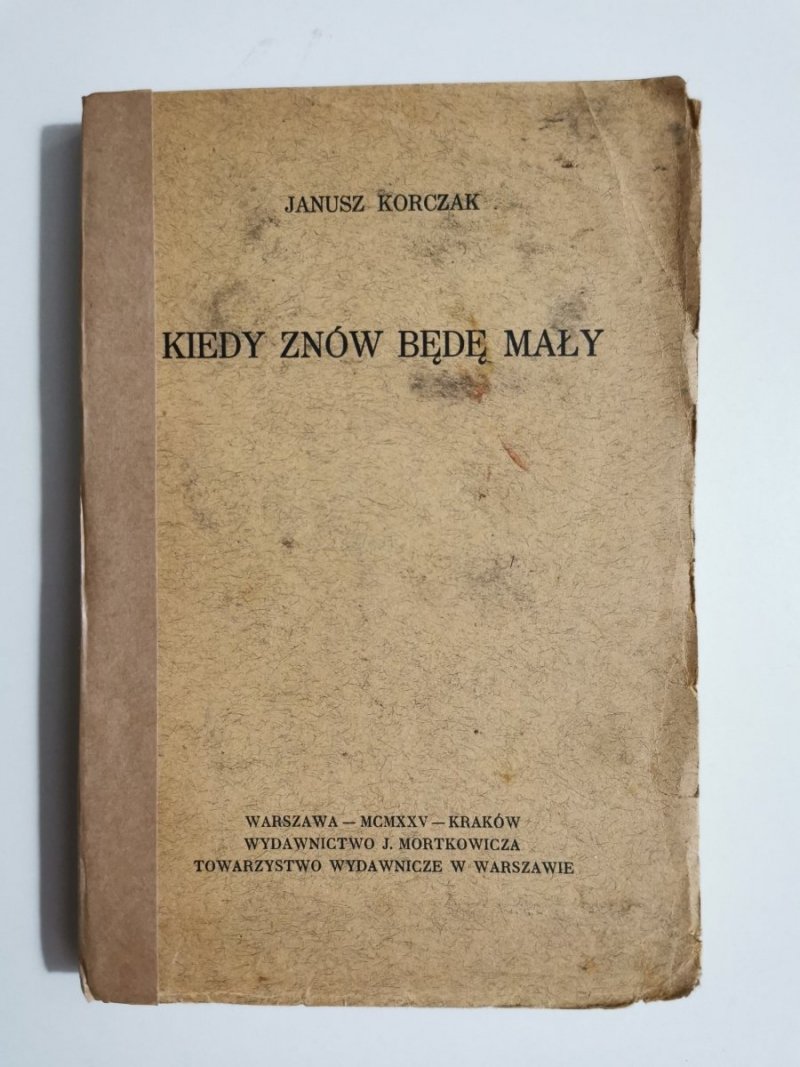 JANUSZ KORCZAK
KIEDY ZNÓW BĘDĘ MAŁY
WARSZAWA — MCMXXV — KRAKÓW
WYDAWNICTWO J. MORTKOWICZA
TOWARZYSTWO WYDAWNICZE W WARSZAWIE